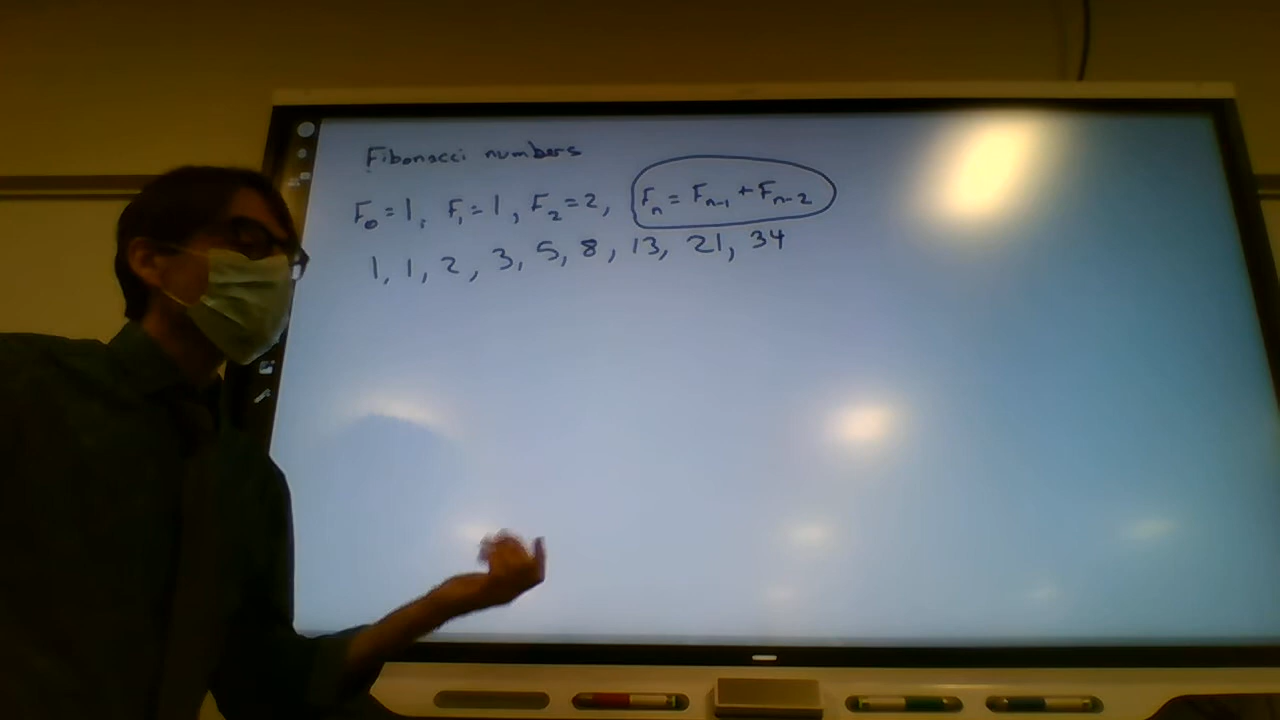 Fibonacci numbers
F₀ = 1, F₁ = 1, F₂ = 2, Fₙ = Fₙ₋₁ + Fₙ₋₂
1, 1, 2, 3, 5, 8, 13, 21, 34